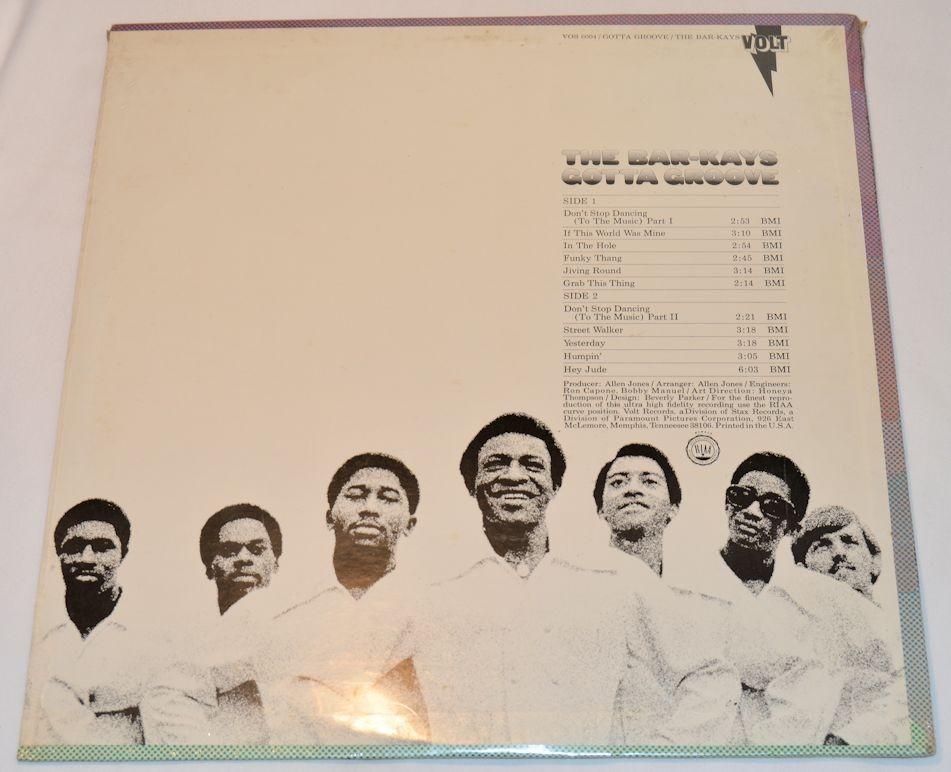 VOS 6004 / GOTTA GROOVE / THE BAR-KAYS
VOLT
THE BAR-KAYS
GOTTA GROOVE
SIDE 1
Don't Stop Dancing
(To The Music) Part I 2:53 BMI
If This World Was Mine 3:10 BMI
In The Hole 2:54 BMI
Funky Thang 2:45 BMI
Jiving Round 3:14 BMI
Grab This Thing 2:14 BMI
SIDE 2
Don't Stop Dancing
(To The Music) Part II 2:21 BMI
Street Walker 3:18 BMI
Yesterday 3:18 BMI
Humpin' 3:05 BMI
Hey Jude 6:03 BMI
Producer: Allen Jones / Arranger: Allen Jones / Engineers:
Ron Capone, Bobby Manuel / Art Direction: Honeya
Thompson / Design: Beverly Parker / For the finest repro-
duction of this ultra high fidelity recording use the RIAA
curve position. Volt Records, a Division of Stax Records, a
Division of Paramount Pictures Corporation, 926 East
McLemore, Memphis, Tennessee 38106. Printed in the U.S.A.
RIAA